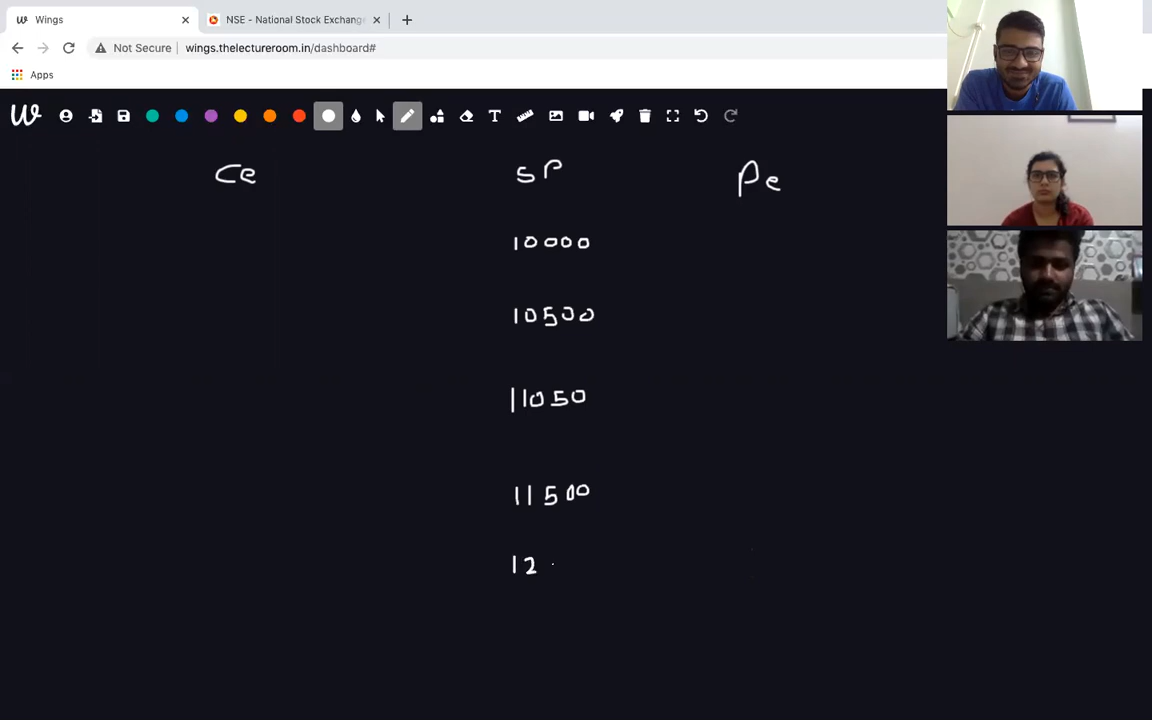 Wings
NSE - National Stock Exchang
Not Secure
wings.thelectureroom.in/dashboard#
Apps
Ce SP Pe
10000
10500
11050
11500
12